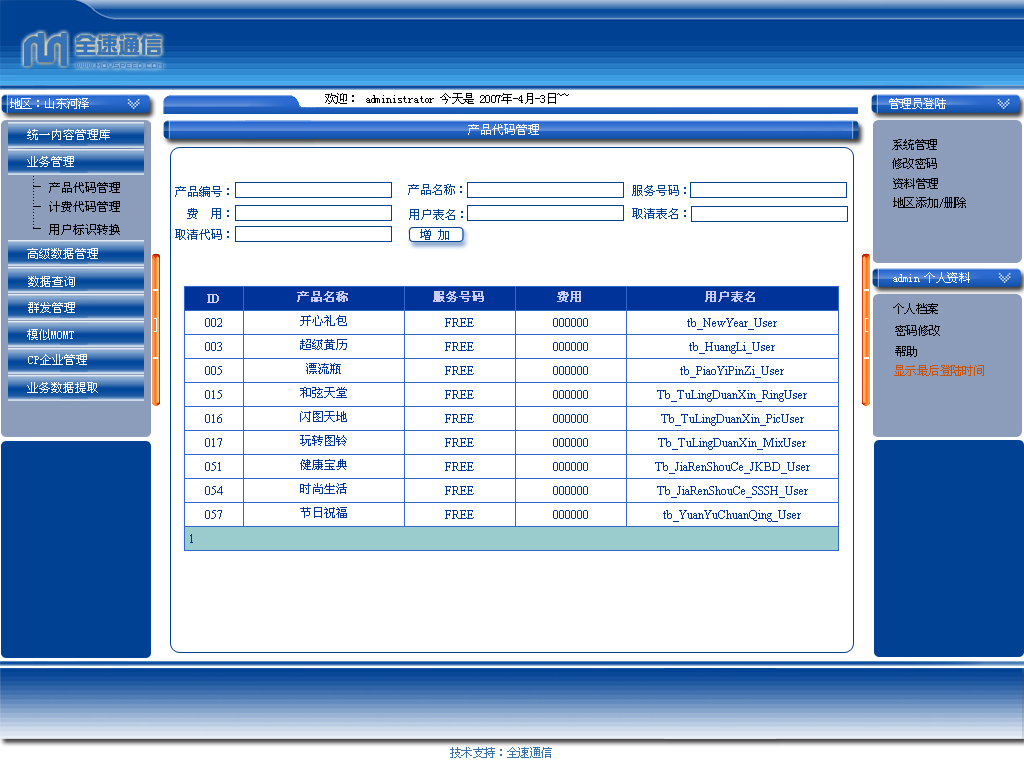 全速通信
地区：山东河泽
欢迎： administrator 今天是 2007年-4月-3日~~
管理员登陆
统一内容管理库
业务管理
产品代码管理
计费代码管理
用户标识转换
高级数据管理
数据查询
群发管理
模拟MOMT
CP企业管理
业务数据提取
产品代码管理
产品编号： 产品名称： 服务号码：
费 用： 用户表名： 取消表名：
取消代码： 增 加
ID 产品名称 服务号码 费用 用户表名
002 开心礼包 FREE 000000 tb_NewYear_User
003 超级黄历 FREE 000000 tb_HuangLi_User
005 漂流瓶 FREE 000000 tb_PiaoYiPinZi_User
015 和弦天堂 FREE 000000 Tb_TuLingDuanXin_RingUser
016 闪图天地 FREE 000000 Tb_TuLingDuanXin_PicUser
017 玩转图铃 FREE 000000 Tb_TuLingDuanXin_MixUser
051 健康宝典 FREE 000000 Tb_JiaRenShouCe_JKBD_User
054 时尚生活 FREE 000000 Tb_JiaRenShouCe_SSSH_User
057 节日祝福 FREE 000000 tb_YuanYuChuanQing_User
1
系统管理
修改密码
资料管理
地区添加/删除
admin 个人资料
个人档案
密码修改
帮助
显示最后登陆时间
技术支持：全速通信